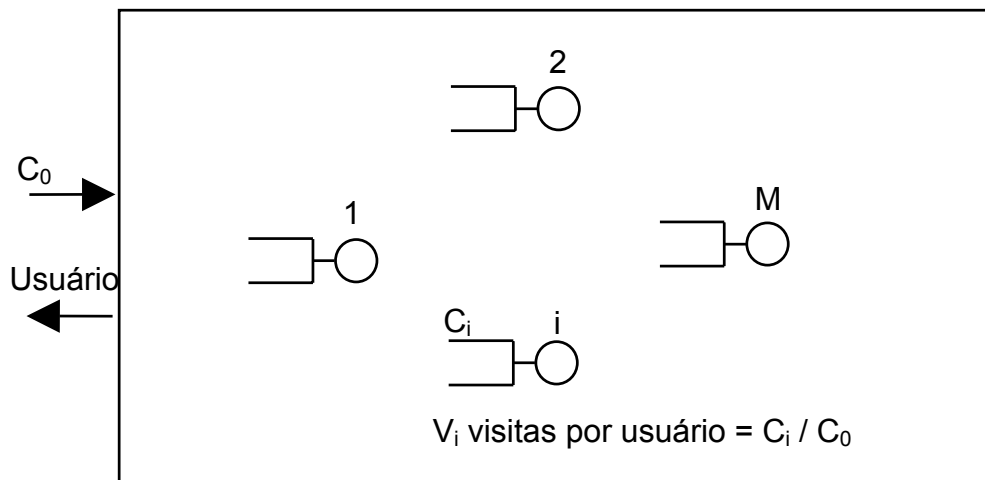 2
C₀
1
M
Usuário
Cᵢ
i
Vᵢ visitas por usuário = Cᵢ / C₀